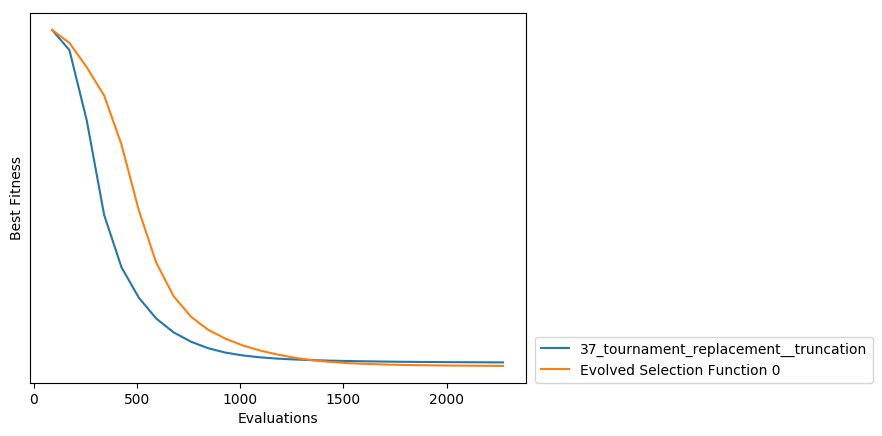 Best Fitness
0
500
1000
1500
2000
Evaluations
37_tournament_replacement__truncation
Evolved Selection Function 0